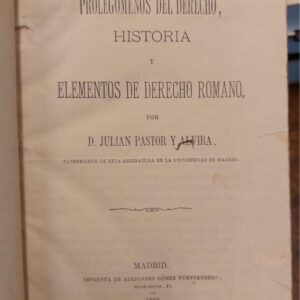 PROLEGOMENOS DEL DERECHO,
HISTORIA
Y
ELEMENTOS DE DERECHO ROMANO,
POR
D. JULIAN PASTOR Y ALVIRA,
CATEDRÁTICO DE ESTA ASIGNATURA EN LA UNIVERSIDAD DE MADRID.
MADRID.
IMPRENTA DE ALEJANDRO GÓMEZ FUENTENEBRO,